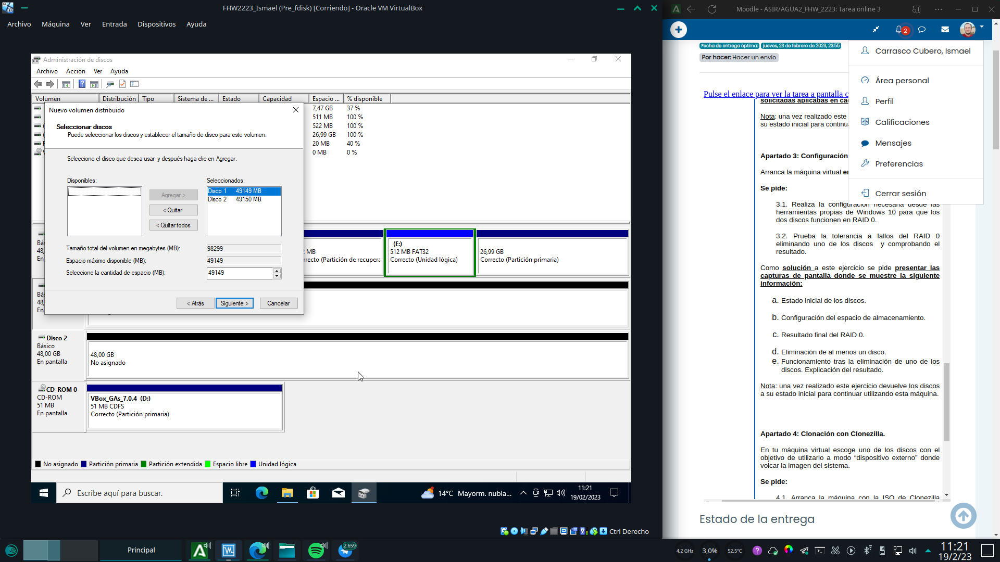 FHW2223_Ismael (Pre_fdisk) [Corriendo] - Oracle VM VirtualBox
Archivo Máquina Ver Entrada Dispositivos Ayuda
Administración de discos
Archivo Acción Ver Ayuda
Volumen Distribución Tipo Sistema de ... Estado Capacidad Espacio ... % disponible
7,47 GB 37 %
511 MB 100 %
522 MB 100 %
26,99 GB 100 %
20 MB 40 %
0 MB 0 %
Nuevo volumen distribuido
Seleccionar discos
Puede seleccionar los discos y establecer el tamaño de disco para este volumen.
Seleccione el disco que desea usar y después haga clic en Agregar.
Disponibles:
Seleccionados:
Agregar >
< Quitar
< Quitar todos
Disco 1 49149 MB
Disco 2 49150 MB
Tamaño total del volumen en megabytes (MB): 98299
Espacio máximo disponible (MB): 49149
Seleccione la cantidad de espacio (MB): 49149
< Atrás Siguiente > Cancelar
Bá
48,
En
MB
recto (Partición de recupera
(E:)
512 MB FAT32
Correcto (Unidad lógica)
26,99 GB
Correcto (Partición primaria)
Bá
48,
En
Disco 2
Básico
48,00 GB
En pantalla
48,00 GB
No asignado
CD-ROM 0
CD-ROM
51 MB
En pantalla
VBox_GAs_7.0.4 (D:)
51 MB CDFS
Correcto (Partición primaria)
No asignado Partición primaria Partición extendida Espacio libre Unidad lógica
Escribe aquí para buscar.
14°C Mayorm. nubla...
11:21
19/02/2023
Ctrl Derecho
Moodle - ASIR/AGUA2_FHW_2223: Tarea online 3
2
Fecha de entrega óptima: jueves, 23 de febrero de 2023, 23:55
Por hacer: Hacer un envío
Pulse el enlace para ver la tarea a pantalla c
solicitadas aplicadas en ca
Nota: una vez realizado este
su estado inicial para continua
Apartado 3: Configuración
Arranca la máquina virtual
Se pide:
Carrasco Cubero, Ismael
Área personal
Perfil
Calificaciones
Mensajes
Preferencias
Cerrar sesión
3.1. Realiza la configuración necesaria desde las
herramientas propias de Windows 10 para que los
dos discos funcionen en RAID 0.
3.2. Prueba la tolerancia a fallos del RAID 0
eliminando uno de los discos y comprobando el
resultado.
Como solución a este ejercicio se pide presentar las
capturas de pantalla donde se muestre la siguiente
información:
a. Estado inicial de los discos.
b. Configuración del espacio de almacenamiento.
c. Resultado final del RAID 0.
d. Eliminación de al menos un disco.
e. Funcionamiento tras la eliminación de uno de los
discos. Explicación del resultado.
Nota: una vez realizado este ejercicio devuelve los discos
a su estado inicial para continuar utilizando esta máquina.
Apartado 4: Clonación con Clonezilla.
En tu máquina virtual escoge uno de los discos con el
objetivo de utilizarlo a modo “dispositivo externo” donde
volcar la imagen del sistema.
Se pide:
4.1. Arranca la máquina con la ISO de Clonezilla
Estado de la entrega
Principal
2.659
4,2 GHz
3,0%
52,5°C
11:21
19/2/23